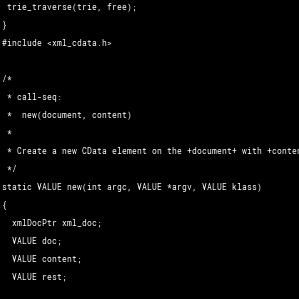 trie_traverse(trie, free);
}
#include <xml_cdata.h>
/*
* call-seq:
*  new(document, content)
*
* Create a new CData element on the +document+ with +conten
*/
static VALUE new(int argc, VALUE *argv, VALUE klass)
{
xmlDocPtr xml_doc;
VALUE doc;
VALUE content;
VALUE rest;